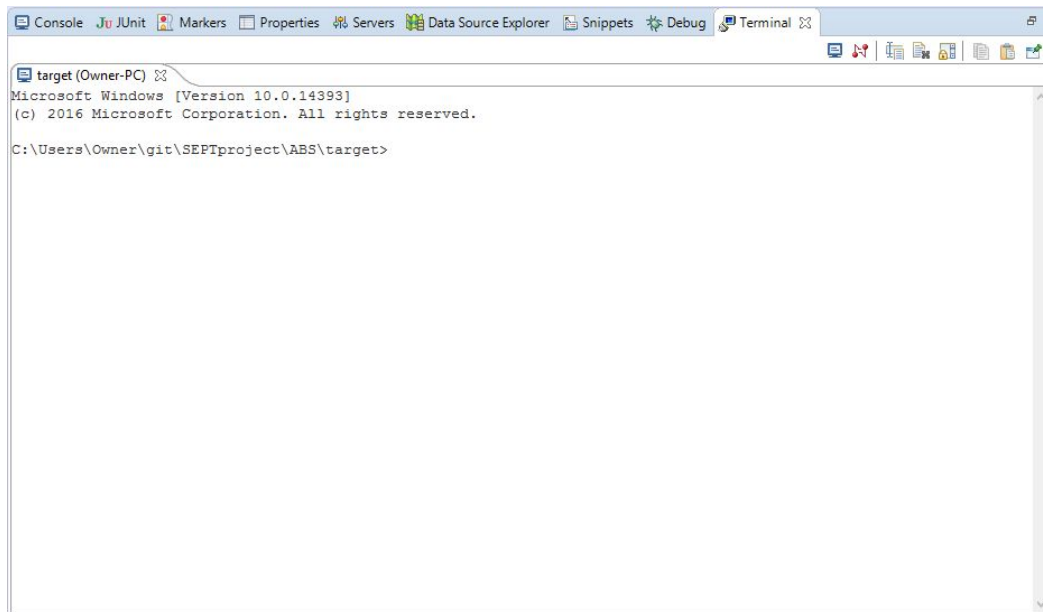 Console JUnit Markers Properties Servers Data Source Explorer Snippets Debug Terminal
target (Owner-PC)
Microsoft Windows [Version 10.0.14393]
(c) 2016 Microsoft Corporation. All rights reserved.
C:\Users\Owner\git\SEPTproject\ABS\target>